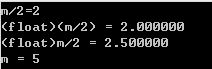 m/2=2
(float)(m/2) = 2.000000
(float)m/2 = 2.500000
m = 5